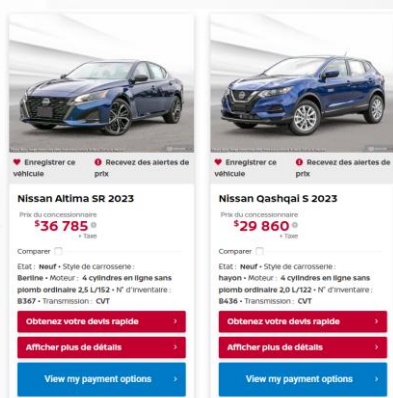 Enregistrer ce véhicule
Recevez des alertes de prix
Nissan Altima SR 2023
Prix du concessionnaire
$36 785
+ Taxe
Comparer
Etat : Neuf • Style de carrosserie :
Berline • Moteur : 4 cylindres en ligne sans
plomb ordinaire 2,5 L/152 • N° d'inventaire :
B367 • Transmission : CVT
Obtenez votre devis rapide
Afficher plus de détails
View my payment options
Enregistrer ce véhicule
Recevez des alertes de prix
Nissan Qashqai S 2023
Prix du concessionnaire
$29 860
+ Taxe
Comparer
Etat : Neuf • Style de carrosserie :
hayon • Moteur : 4 cylindres en ligne sans
plomb ordinaire 2,0 L/122 • N° d'inventaire :
B436 • Transmission : CVT
Obtenez votre devis rapide
Afficher plus de détails
View my payment options